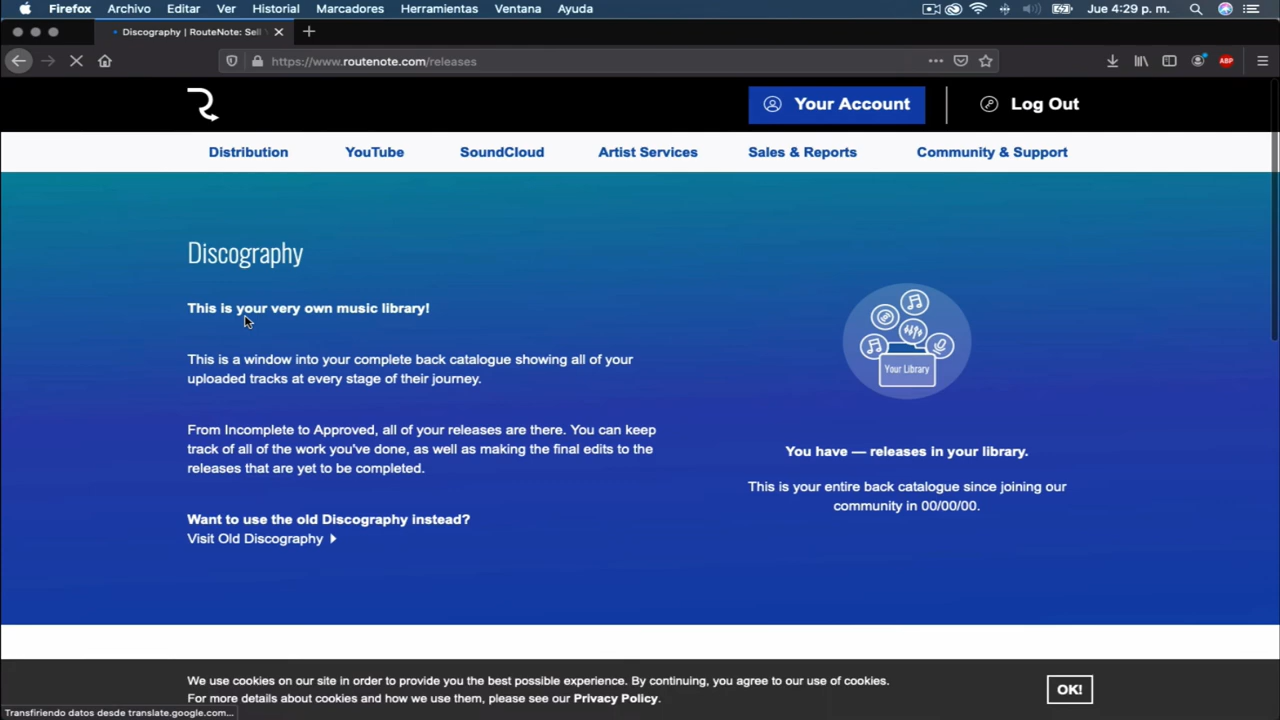 Firefox Archivo Editar Ver Historial Marcadores Herramientas Ventana Ayuda Jue 4:29 p. m.
Discography | RouteNote: Sell
https://www.routenote.com/releases
ABP
Your Account Log Out
Distribution YouTube SoundCloud Artist Services Sales & Reports Community & Support
Discography
This is your very own music library!
This is a window into your complete back catalogue showing all of your
uploaded tracks at every stage of their journey.
From Incomplete to Approved, all of your releases are there. You can keep
track of all of the work you've done, as well as making the final edits to the
releases that are yet to be completed.
Want to use the old Discography instead?
Visit Old Discography
Your Library
You have — releases in your library.
This is your entire back catalogue since joining our
community in 00/00/00.
We use cookies on our site in order to provide you the best possible experience. By continuing, you agree to our use of cookies.
For more details about cookies and how we use them, please see our Privacy Policy.
OK!
Transfiriendo datos desde translate.google.com...